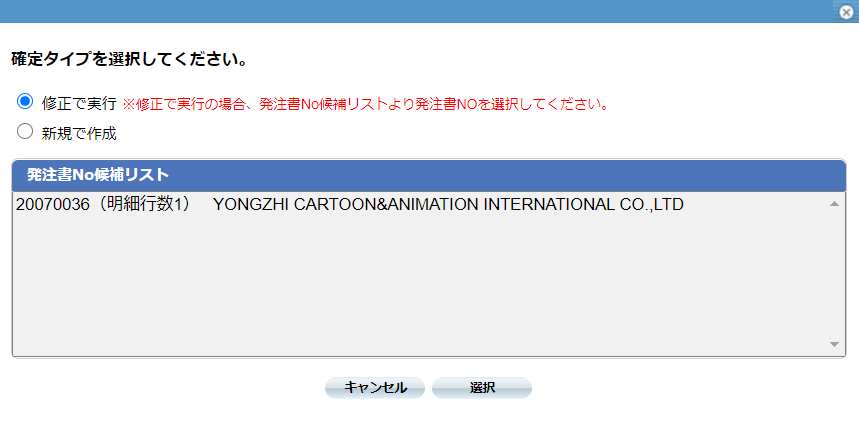 確定タイプを選択してください。
修正で実行 ※修正で実行の場合、発注書No候補リストより発注書NOを選択してください。
新規で作成
発注書No候補リスト
20070036（明細行数1） YONGZHI CARTOON&ANIMATION INTERNATIONAL CO.,LTD
キャンセル 選択